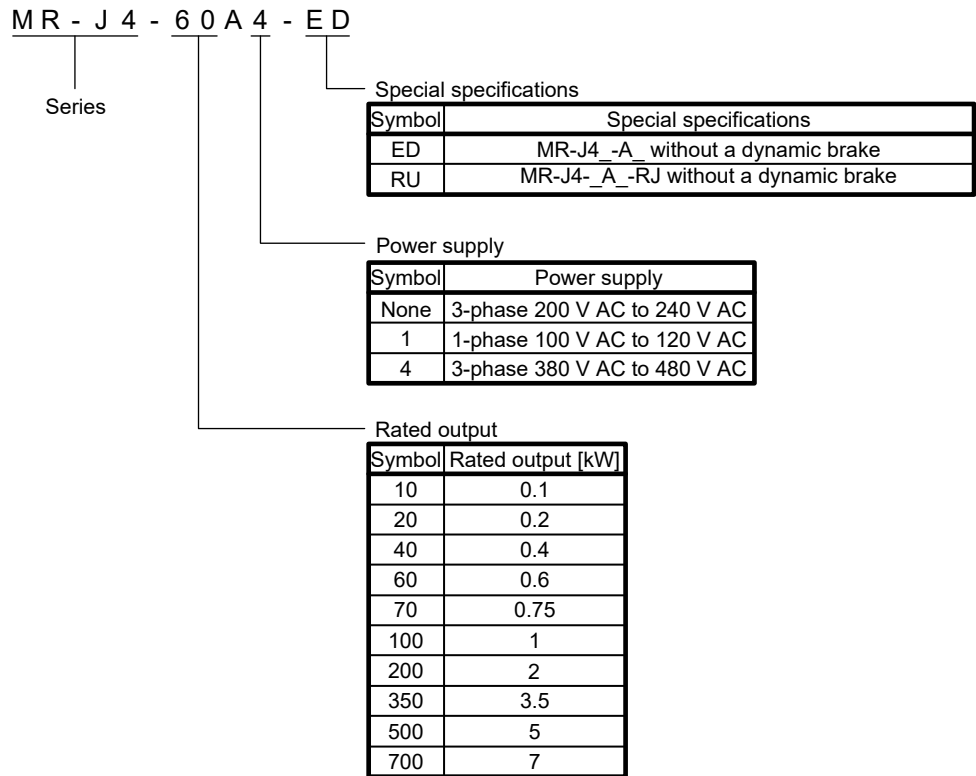 MR-J4-60A4-ED
Series
Special specifications
Symbol Special specifications
ED MR-J4_-A_ without a dynamic brake
RU MR-J4-_A_-RJ without a dynamic brake
Power supply
Symbol Power supply
None 3-phase 200 V AC to 240 V AC
1 1-phase 100 V AC to 120 V AC
4 3-phase 380 V AC to 480 V AC
Rated output
Symbol Rated output [kW]
10 0.1
20 0.2
40 0.4
60 0.6
70 0.75
100 1
200 2
350 3.5
500 5
700 7